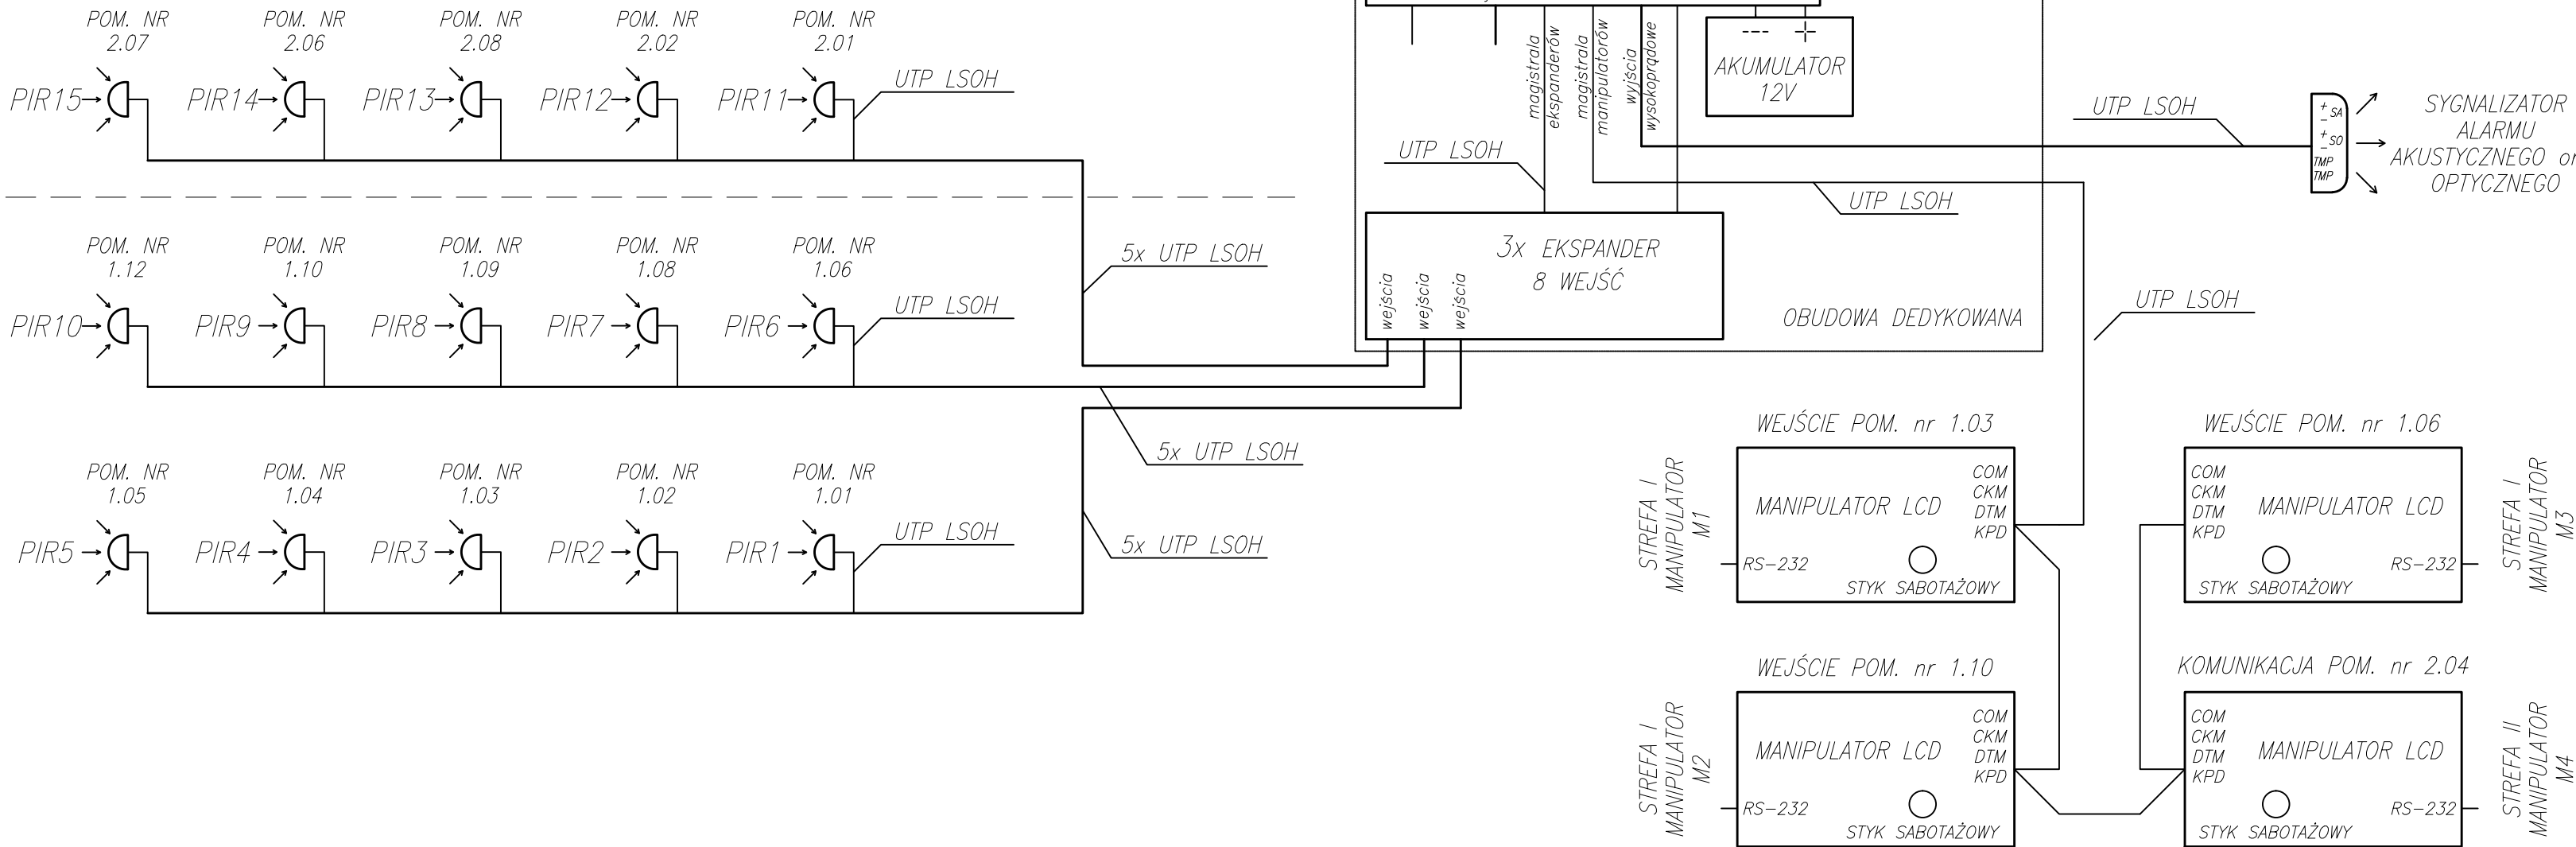 POM. NR
2.07
POM. NR
2.06
POM. NR
2.08
POM. NR
2.02
POM. NR
2.01
PIR15
PIR14
PIR13
PIR12
PIR11
UTP LSOH
magistrala
ekspanderów
magistrala
manipulatorów
wyjścia
wysokoprądowe
--- +
AKUMULATOR
12V
UTP LSOH
UTP LSOH
UTP LSOH
+
- SA
+
- SO
TMP
TMP
SYGNALIZATOR
ALARMU
AKUSTYCZNEGO
OPTYCZNEGO
POM. NR
1.12
POM. NR
1.10
POM. NR
1.09
POM. NR
1.08
POM. NR
1.06
PIR10
PIR9
PIR8
PIR7
PIR6
UTP LSOH
5x UTP LSOH
3x EKSPANDER
8 WEJŚĆ
wejścia
wejścia
wejścia
OBUDOWA DEDYKOWANA
UTP LSOH
5x UTP LSOH
POM. NR
1.05
POM. NR
1.04
POM. NR
1.03
POM. NR
1.02
POM. NR
1.01
PIR5
PIR4
PIR3
PIR2
PIR1
UTP LSOH
5x UTP LSOH
WEJŚCIE POM. nr 1.03
STREFA I
MANIPULATOR
M1
MANIPULATOR LCD
COM
CKM
DTM
KPD
RS-232
STYK SABOTAŻOWY
WEJŚCIE POM. nr 1.06
COM
CKM
DTM
KPD
MANIPULATOR LCD
RS-232
STYK SABOTAŻOWY
STREFA I
MANIPULATOR
M3
WEJŚCIE POM. nr 1.10
STREFA I
MANIPULATOR
M2
MANIPULATOR LCD
COM
CKM
DTM
KPD
RS-232
STYK SABOTAŻOWY
KOMUNIKACJA POM. nr 2.04
COM
CKM
DTM
KPD
MANIPULATOR LCD
RS-232
STYK SABOTAŻOWY
STREFA II
MANIPULATOR
M4